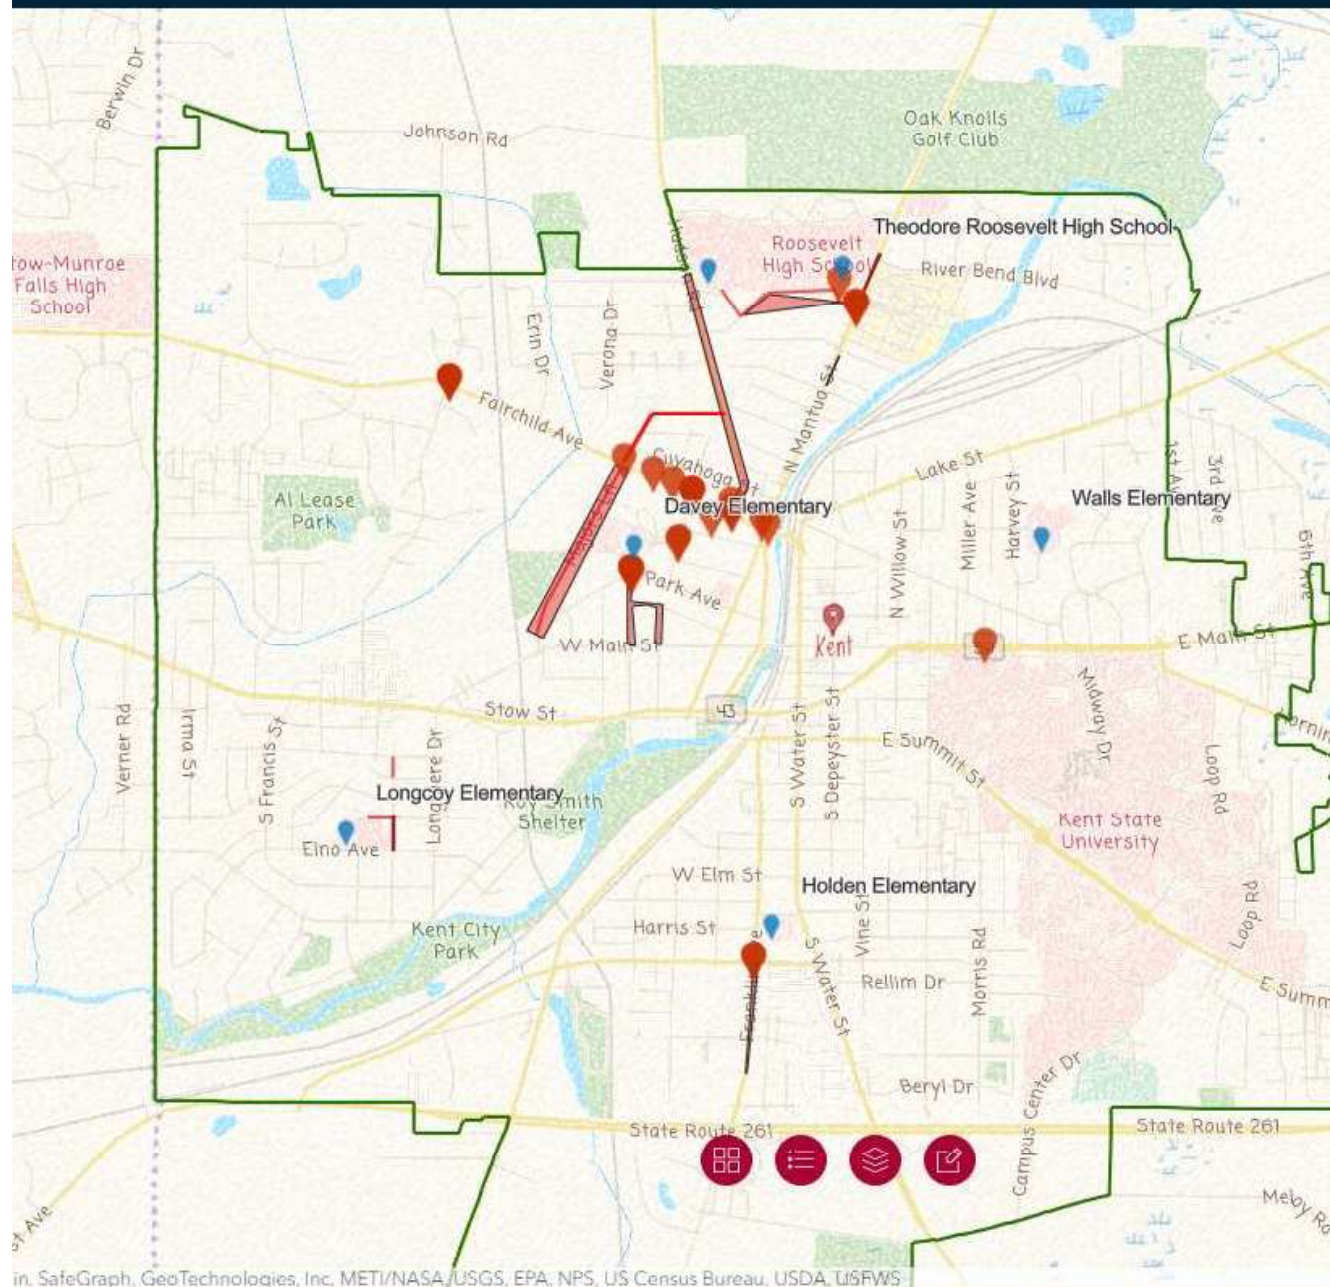 Berwin Dr
Johnson Rd
Oak Knolls
Golf Club
Theodore Roosevelt High School
Roosevelt
High School
River Bend Blvd
tow-Munroe
Falls High
School
Erin Dr
Verona Dr
Fairchild Ave
N Mantua St
Cuyahoga St
Lake St
Al Lease
Park
Davey Elementary
Walls Elementary
Miller Ave
Harvey St
1st Av
3rd Ave
6th Ave
N Willow St
Park Ave
W Main St
Kent
E Main St
Verner Rd
Irma St
S Francis St
Stow St
43
S Water St
S Depeyster St
E Summit St
Midway Dr
Loop Rd
Longcoy Elementary
Roy Smith
Shelter
Kent State
University
Elno Ave
W Elm St
Holden Elementary
Kent City
Park
Harris St
Vine St
Morris Rd
Loop Rd
Rellim Dr
S Water St
E Summ
Beryl Dr
Campus Center Dr
State Route 261
State Route 261
Melby Ro
st Ave
in, SafeGraph, GeoTechnologies, Inc, METI/NASA, USGS, EPA, NPS, US Census Bureau, USDA, USFWS